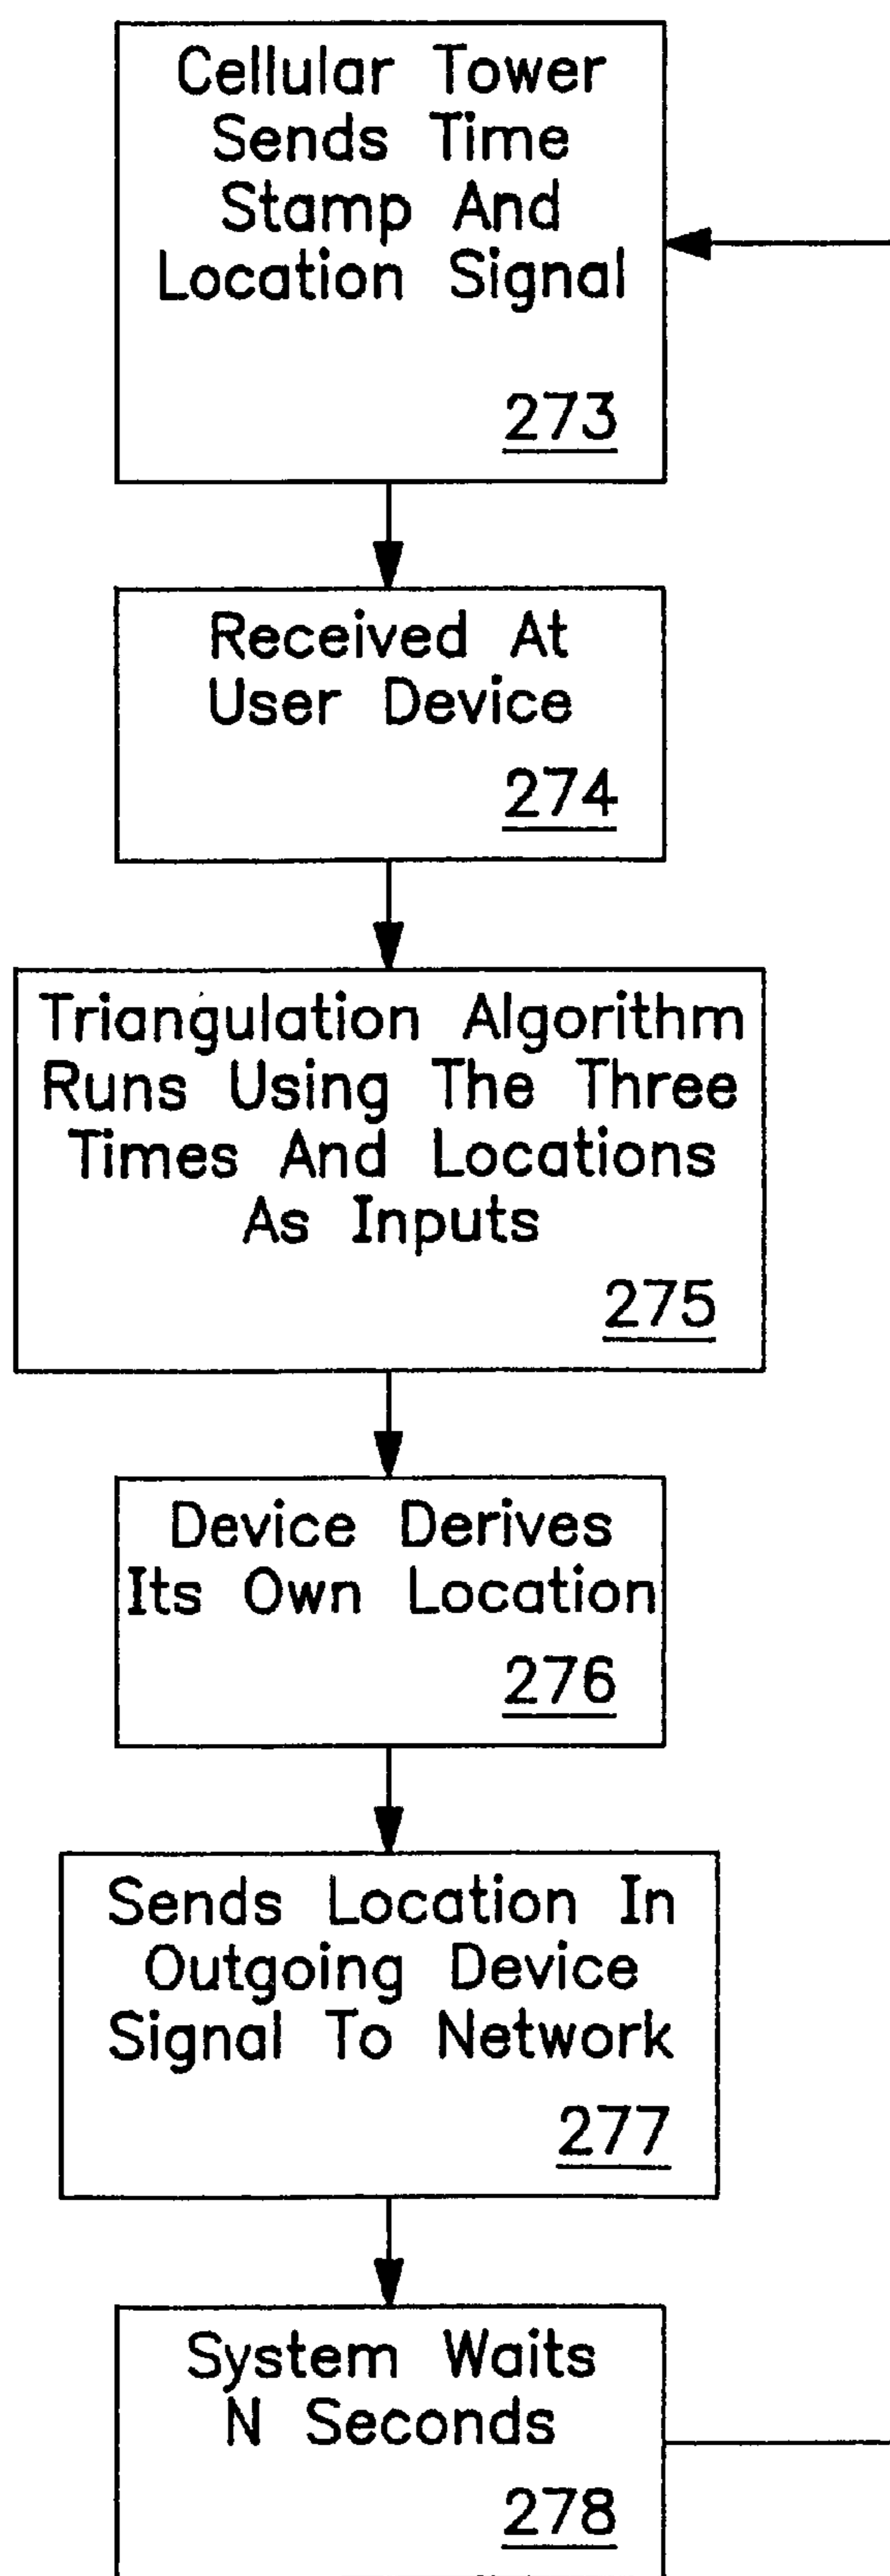 Cellular Tower
Sends Time
Stamp And
Location Signal
273
Received At
User Device
274
Triangulation Algorithm
Runs Using The Three
Times And Locations
As Inputs
275
Device Derives
Its Own Location
276
Sends Location In
Outgoing Device
Signal To Network
277
System Waits
N Seconds
278